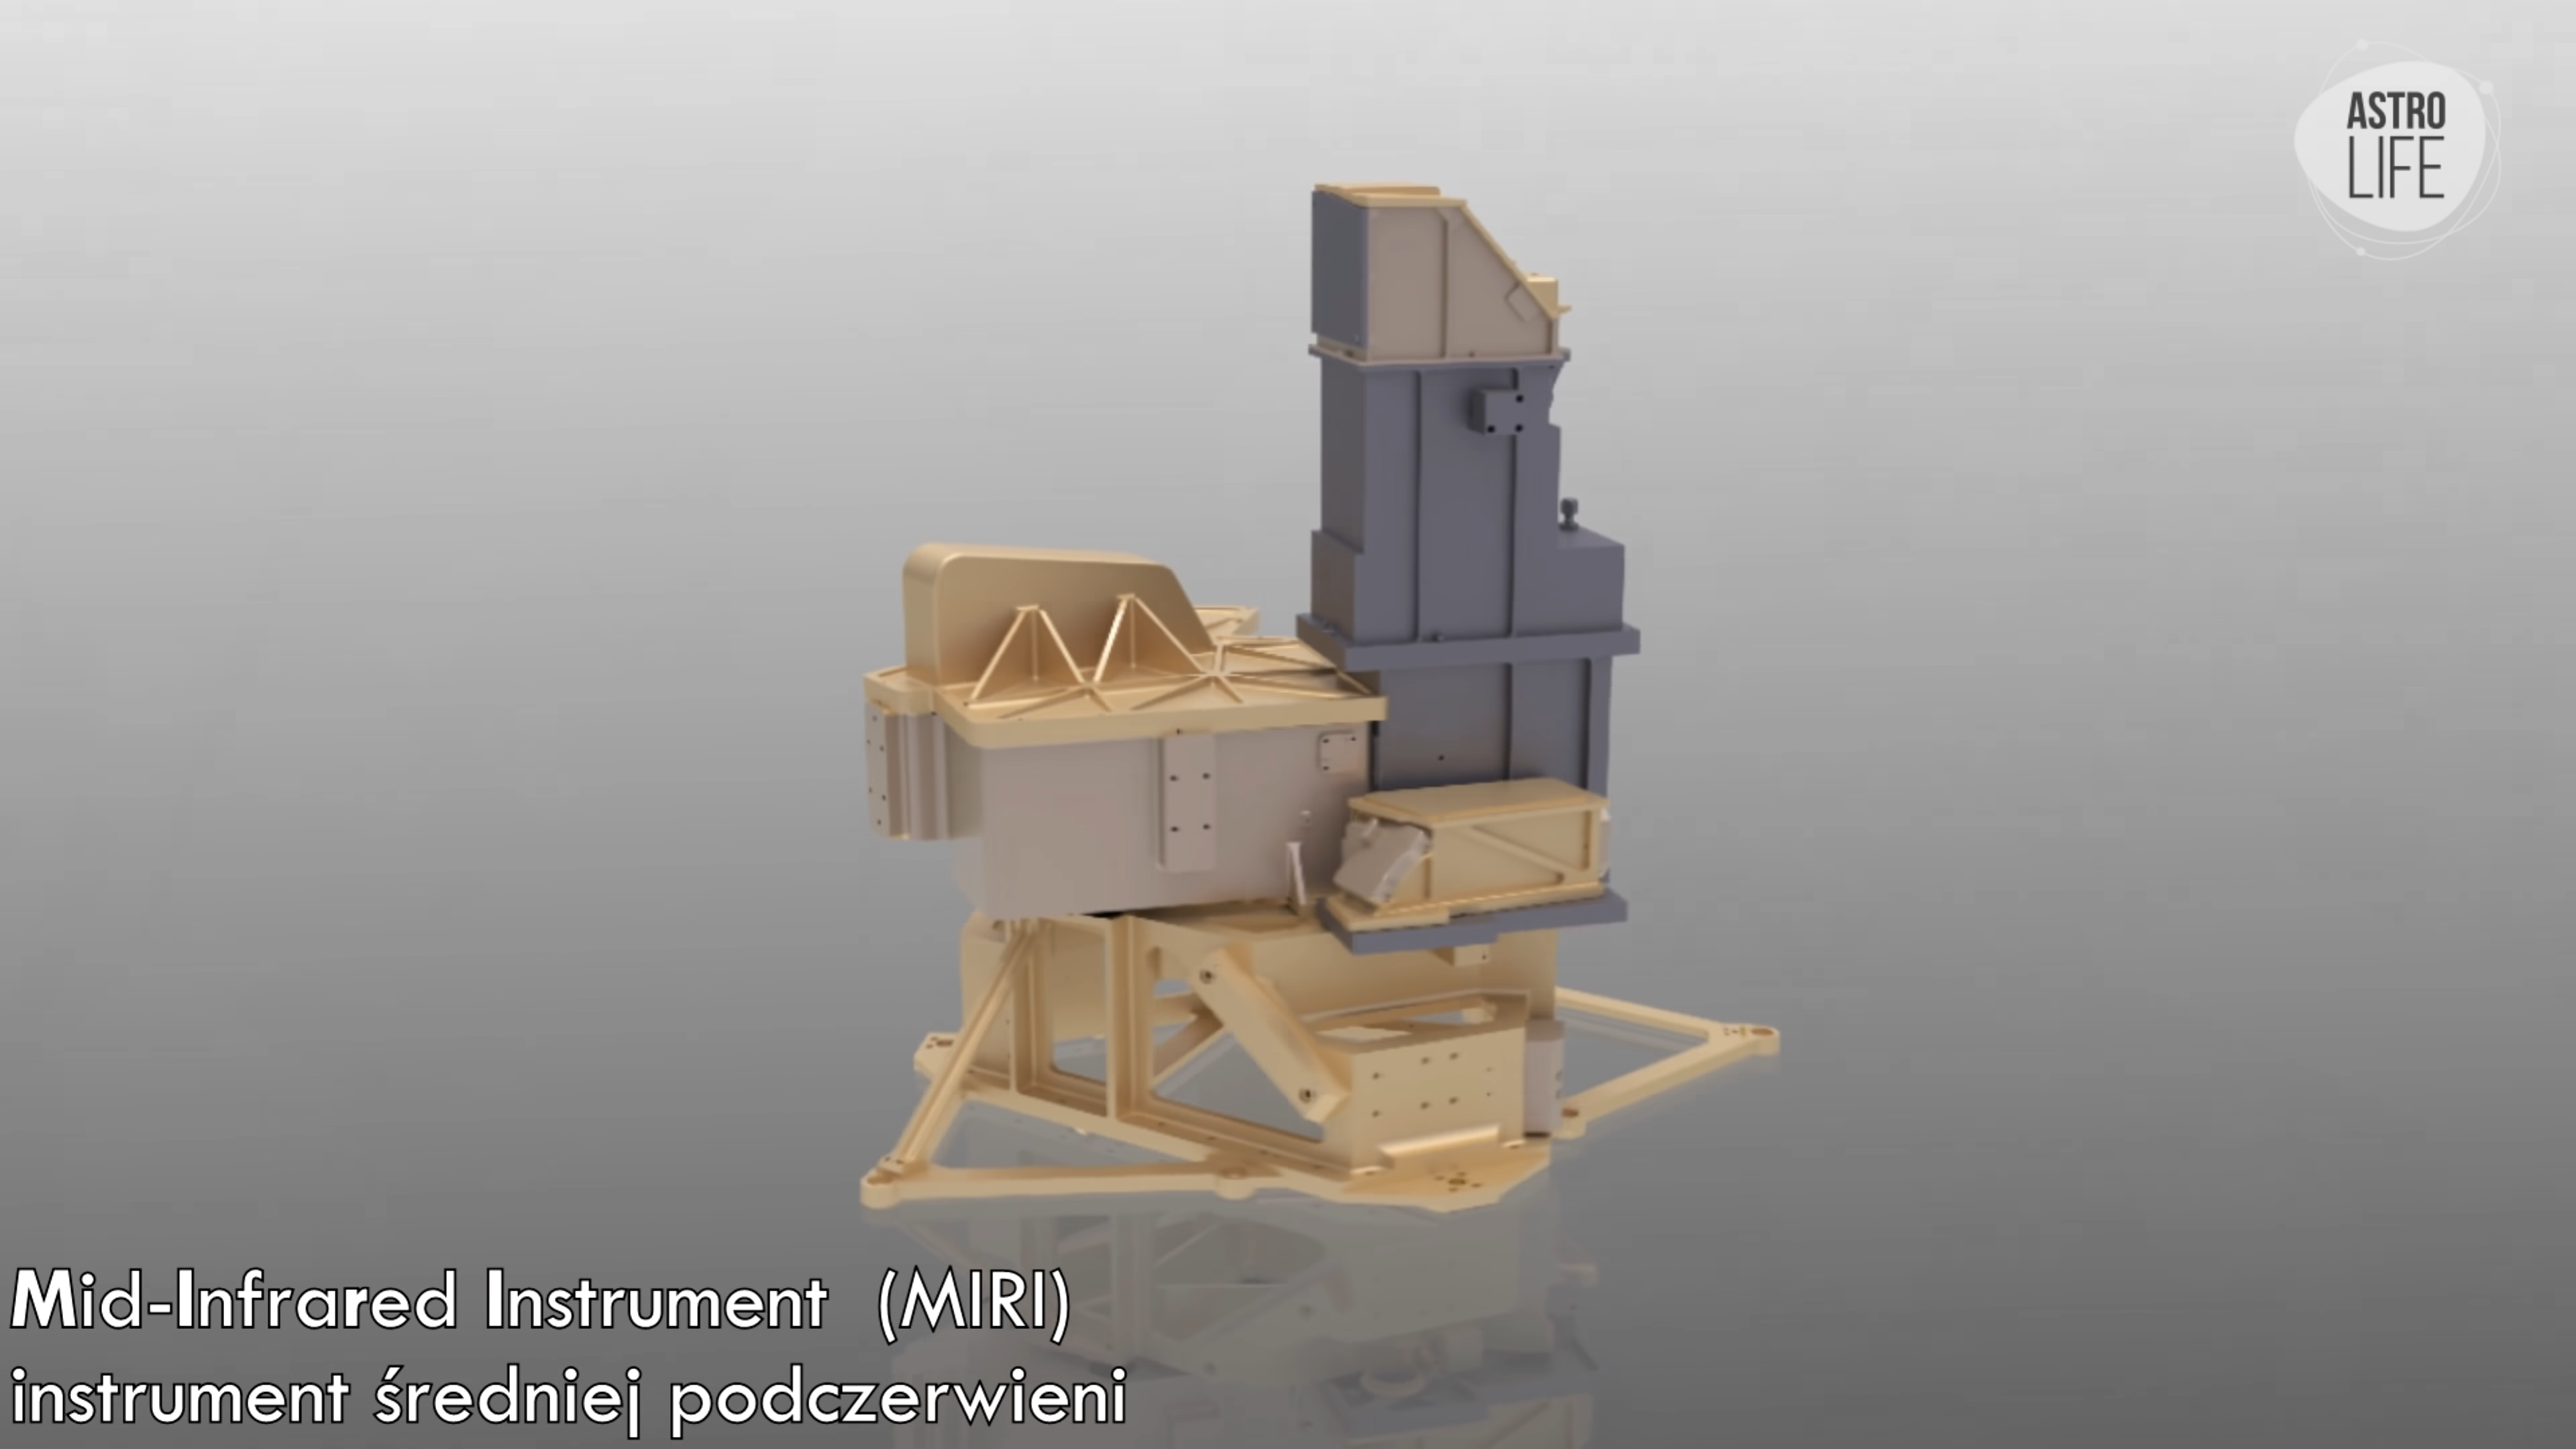 ASTRO
LIFE
Mid-Infrared Instrument (MIRI)
instrument średniej podczerwieni